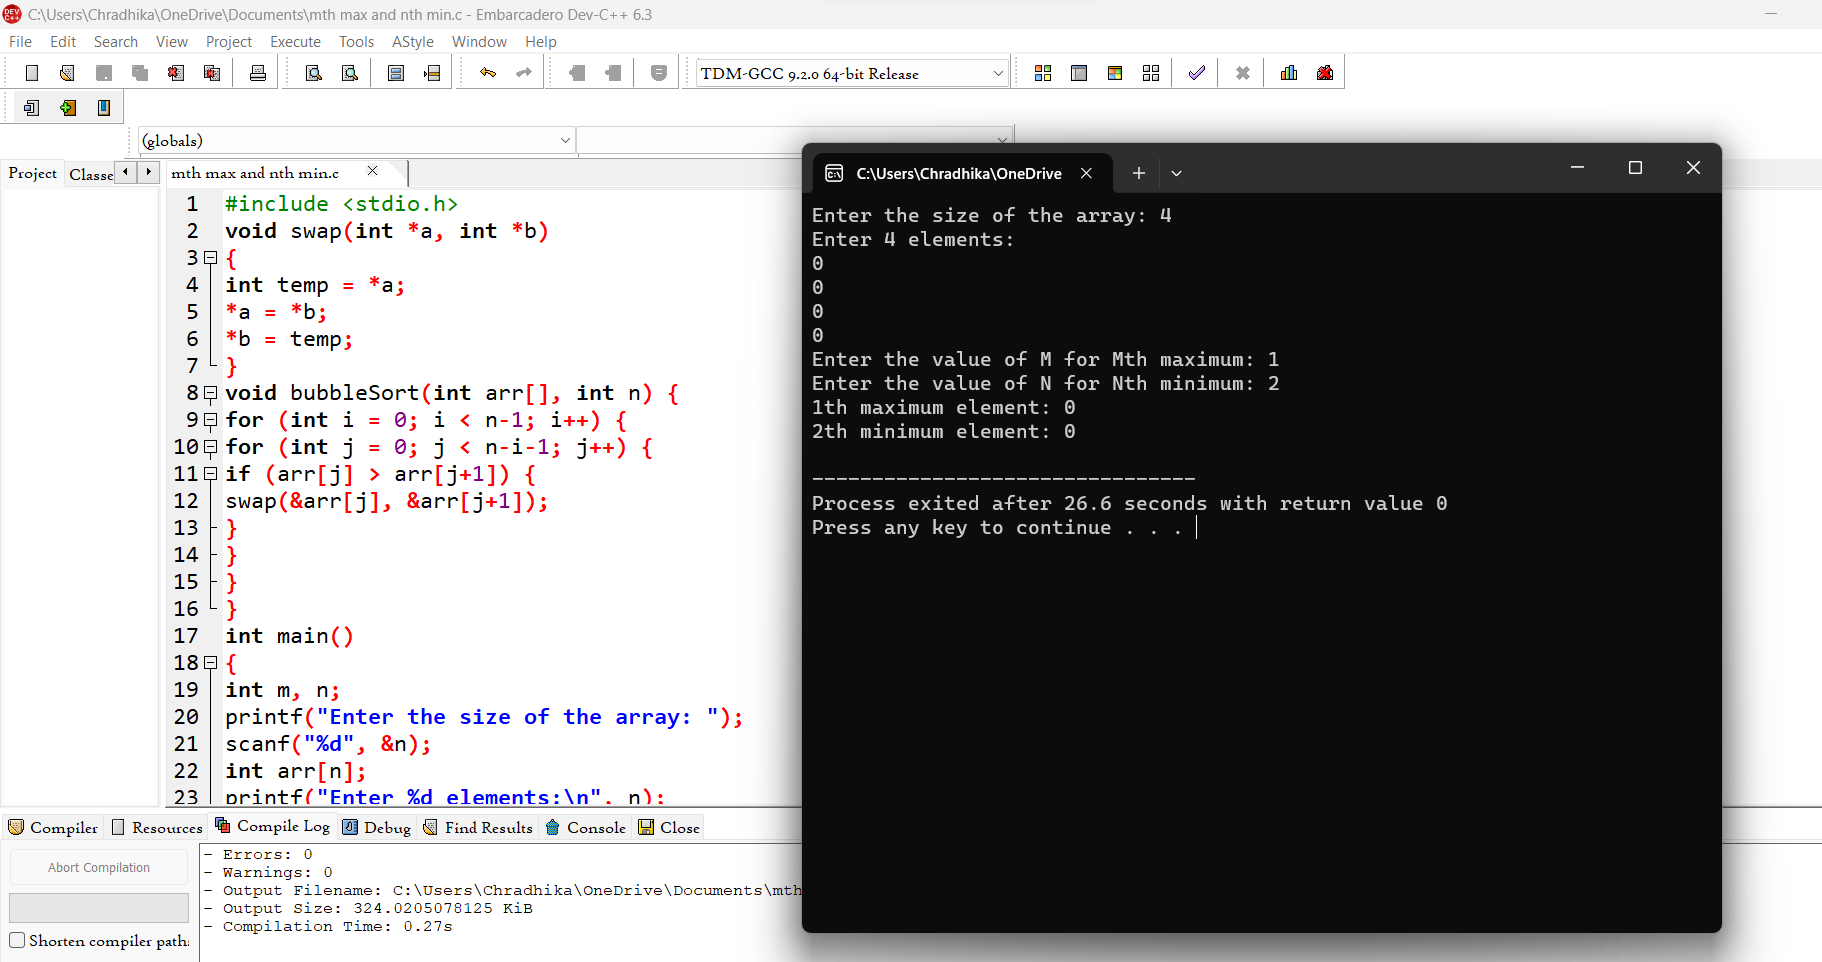 C:\Users\Chradhika\OneDrive\Documents\mth max and nth min.c - Embarcadero Dev-C++ 6.3
File Edit Search View Project Execute Tools AStyle Window Help
TDM-GCC 9.2.0 64-bit Release
(globals)
Project Classe mth max and nth min.c
1 #include <stdio.h>
2 void swap(int *a, int *b)
3 {
4 int temp = *a;
5 *a = *b;
6 *b = temp;
7 }
8 void bubbleSort(int arr[], int n) {
9 for (int i = 0; i < n-1; i++) {
10 for (int j = 0; j < n-i-1; j++) {
11 if (arr[j] > arr[j+1]) {
12 swap(&arr[j], &arr[j+1]);
13 }
14 }
15 }
16 }
17 int main()
18 {
19 int m, n;
20 printf("Enter the size of the array: ");
21 scanf("%d", &n);
22 int arr[n];
23 printf("Enter %d elements:\n", n);
C:\Users\Chradhika\OneDrive
Enter the size of the array: 4
Enter 4 elements:
0
0
0
0
Enter the value of M for Mth maximum: 1
Enter the value of N for Nth minimum: 2
1th maximum element: 0
2th minimum element: 0
--------------------------------
Process exited after 26.6 seconds with return value 0
Press any key to continue . . .
Compiler Resources Compile Log Debug Find Results Console Close
Abort Compilation
Shorten compiler path
- Errors: 0
- Warnings: 0
- Output Filename: C:\Users\Chradhika\OneDrive\Documents\mth
- Output Size: 324.0205078125 KiB
- Compilation Time: 0.27s